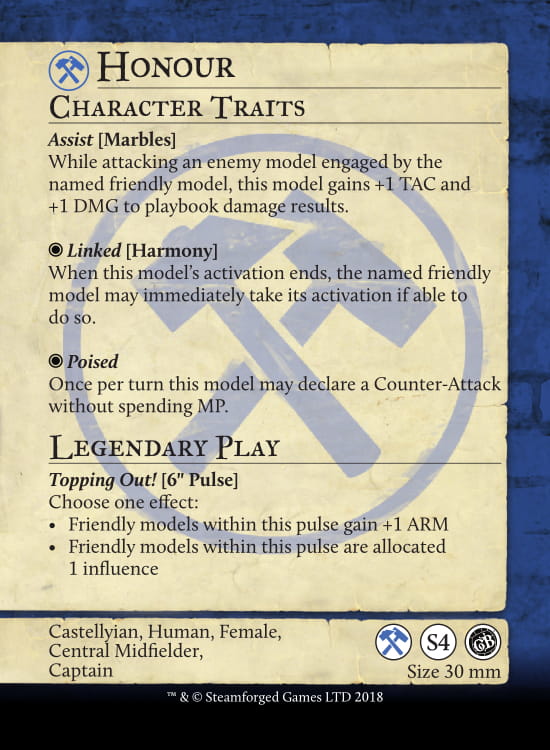 Honour
Character Traits
Assist [Marbles]
While attacking an enemy model engaged by the
named friendly model, this model gains +1 TAC and
+1 DMG to playbook damage results.
Linked [Harmony]
When this model's activation ends, the named friendly
model may immediately take its activation if able to
do so.
Poised
Once per turn this model may declare a Counter-Attack
without spending MP.
Legendary Play
Topping Out! [6" Pulse]
Choose one effect:
• Friendly models within this pulse gain +1 ARM
• Friendly models within this pulse are allocated
1 influence
Castellyian, Human, Female,
Central Midfielder,
Captain
S4
GB
Size 30 mm
™ & © Steamforged Games LTD 2018